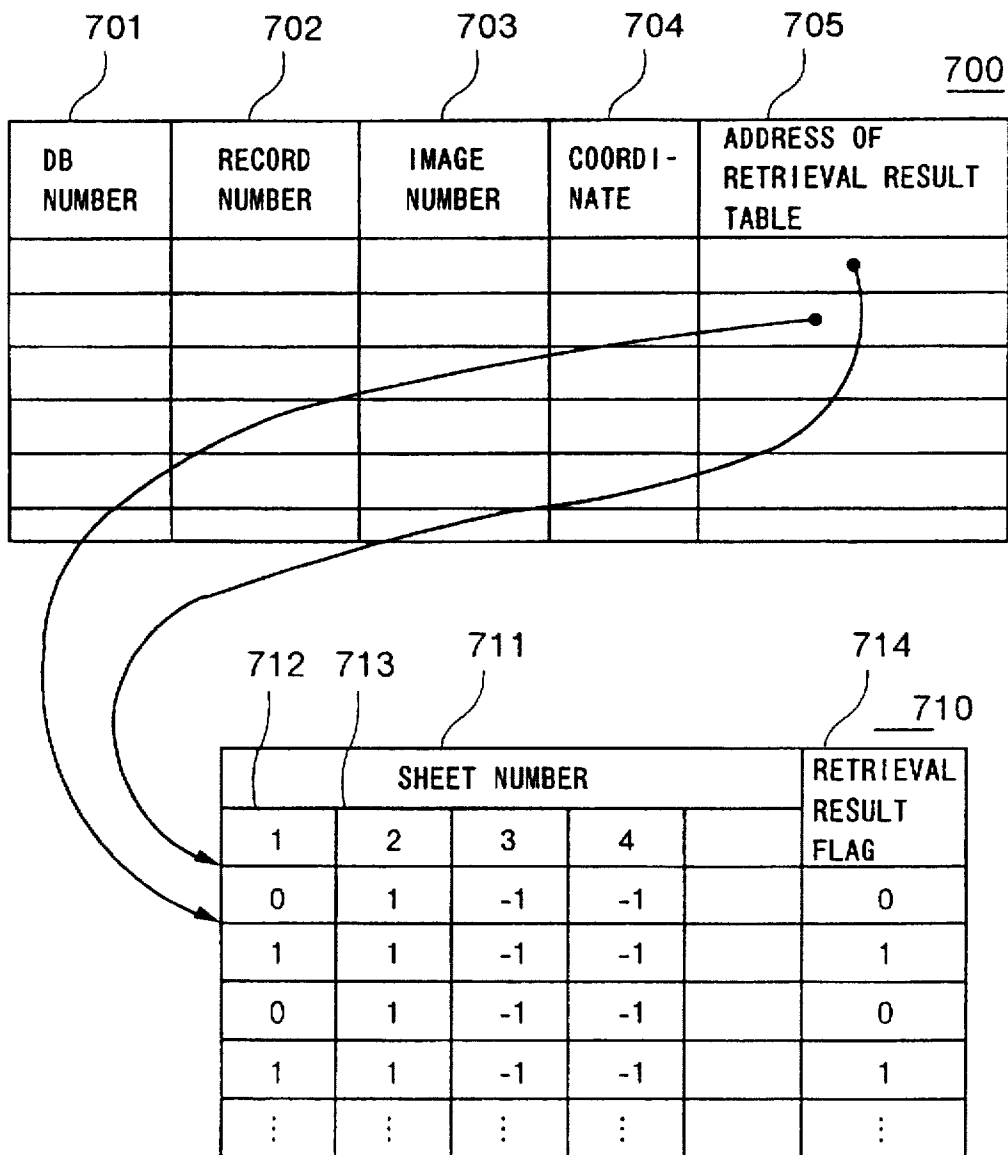 701 702 703 704 705
700
DB NUMBER RECORD NUMBER IMAGE NUMBER COORDI-NATE ADDRESS OF RETRIEVAL RESULT TABLE
712 713 711 714
710
SHEET NUMBER RETRIEVAL RESULT FLAG
1 2 3 4
0 1 -1 -1 0
1 1 -1 -1 1
0 1 -1 -1 0
1 1 -1 -1 1
⋮ ⋮ ⋮ ⋮ ⋮